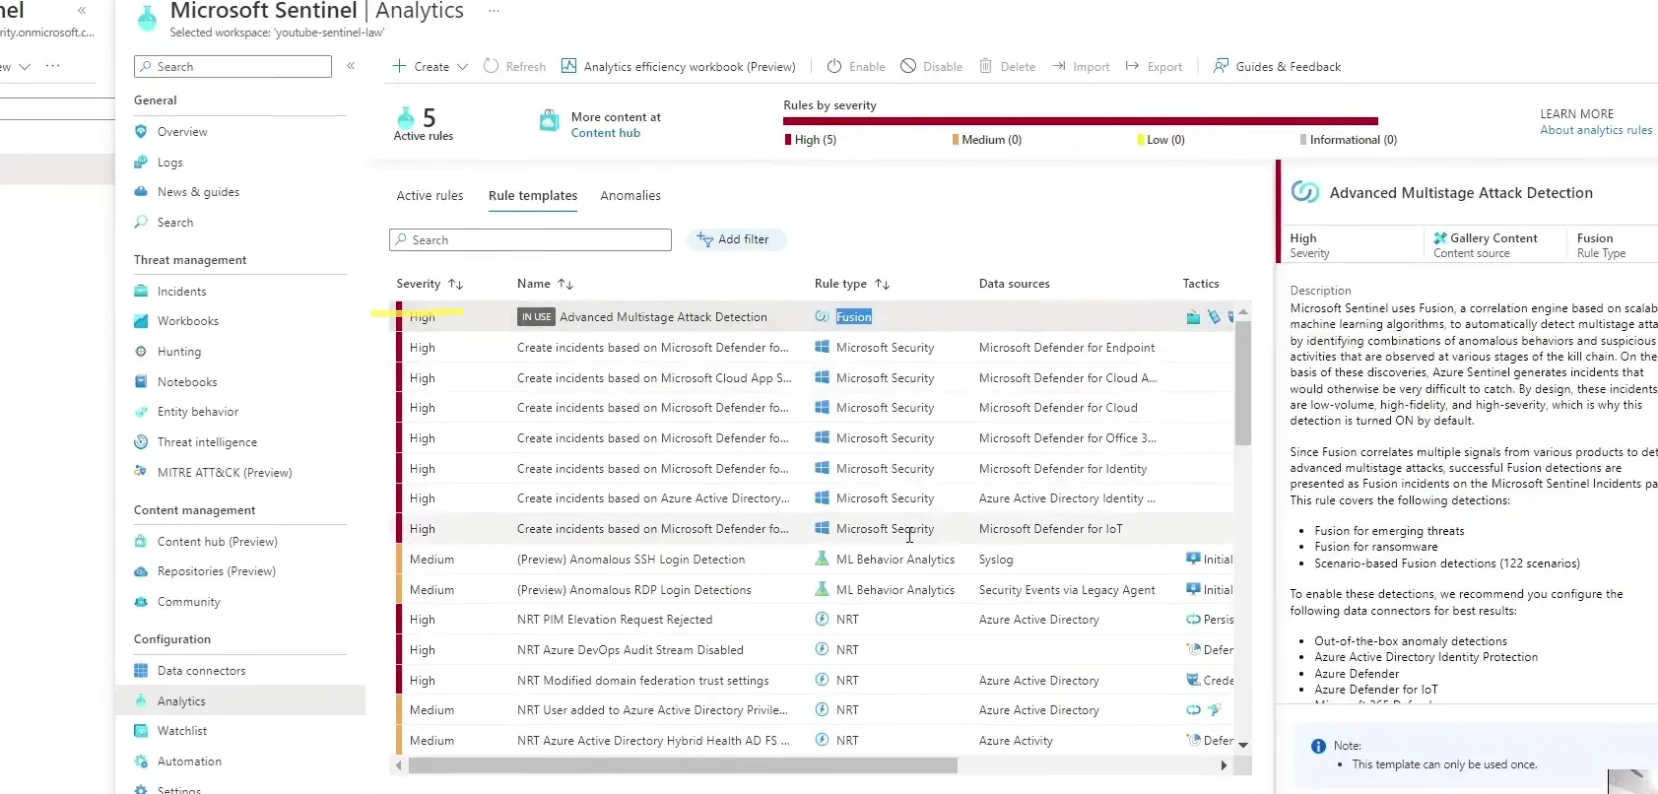 nel «
Microsoft Sentinel | Analytics ...
rity.onmicrosoft.c...
Selected workspace: 'youtube-sentinel-law'
ew ...
Search «
Create Refresh Analytics efficiency workbook (Preview) Enable Disable Delete Import Export Guides & Feedback
General
Overview
Logs
News & guides
Search
Threat management
Incidents
Workbooks
Hunting
Notebooks
Entity behavior
Threat intelligence
MITRE ATT&CK (Preview)
Content management
Content hub (Preview)
Repositories (Preview)
Community
Configuration
Data connectors
Analytics
Watchlist
Automation
Settings
5
Active rules
More content at
Content hub
Rules by severity
High (5) Medium (0) Low (0) Informational (0)
LEARN MORE
About analytics rules
Active rules Rule templates Anomalies
Search Add filter
Severity Name Rule type Data sources Tactics
High IN USE Advanced Multistage Attack Detection Fusion
High Create incidents based on Microsoft Defender fo... Microsoft Security Microsoft Defender for Endpoint
High Create incidents based on Microsoft Cloud App S... Microsoft Security Microsoft Defender for Cloud A...
High Create incidents based on Microsoft Defender fo... Microsoft Security Microsoft Defender for Cloud
High Create incidents based on Microsoft Defender fo... Microsoft Security Microsoft Defender for Office 3...
High Create incidents based on Microsoft Defender fo... Microsoft Security Microsoft Defender for Identity
High Create incidents based on Azure Active Directory... Microsoft Security Azure Active Directory Identity ...
High Create incidents based on Microsoft Defender fo... Microsoft Security Microsoft Defender for IoT
Medium (Preview) Anomalous SSH Login Detection ML Behavior Analytics Syslog Initial
Medium (Preview) Anomalous RDP Login Detections ML Behavior Analytics Security Events via Legacy Agent Initial
High NRT PIM Elevation Request Rejected NRT Azure Active Directory Persis
High NRT Azure DevOps Audit Stream Disabled NRT Defer
High NRT Modified domain federation trust settings NRT Azure Active Directory Crede
Medium NRT User added to Azure Active Directory Privile... NRT Azure Active Directory
Medium NRT Azure Active Directory Hybrid Health AD FS ... NRT Azure Activity Defer
Advanced Multistage Attack Detection
High Gallery Content Fusion
Severity Content source Rule Type
Description
Microsoft Sentinel uses Fusion, a correlation engine based on scalab
machine learning algorithms, to automatically detect multistage atta
by identifying combinations of anomalous behaviors and suspicious
activities that are observed at various stages of the kill chain. On the
basis of these discoveries, Azure Sentinel generates incidents that
would otherwise be very difficult to catch. By design, these incidents
are low-volume, high-fidelity, and high-severity, which is why this
detection is turned ON by default.
Since Fusion correlates multiple signals from various products to det
advanced multistage attacks, successful Fusion detections are
presented as Fusion incidents on the Microsoft Sentinel Incidents pa
This rule covers the following detections:
• Fusion for emerging threats
• Fusion for ransomware
• Scenario-based Fusion detections (122 scenarios)
To enable these detections, we recommend you configure the
following data connectors for best results:
• Out-of-the-box anomaly detections
• Azure Active Directory Identity Protection
• Azure Defender
• Azure Defender for IoT
Note:
• This template can only be used once.